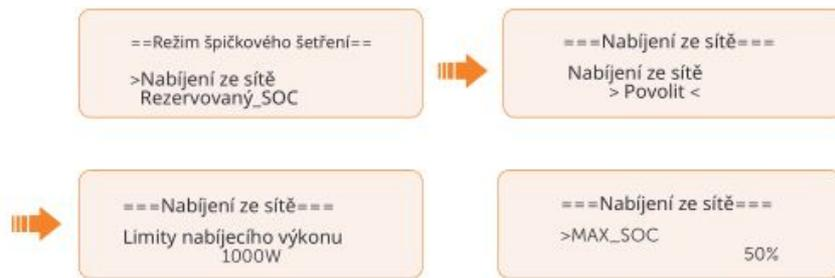 ==Režim špičkového šetření==
>Nabíjení ze sítě
Rezervovaný_SOC
===Nabíjení ze sítě===
Nabíjení ze sítě
> Povolit <
===Nabíjení ze sítě===
Limity nabíjecího výkonu
1000W
===Nabíjení ze sítě===
>MAX_SOC
50%